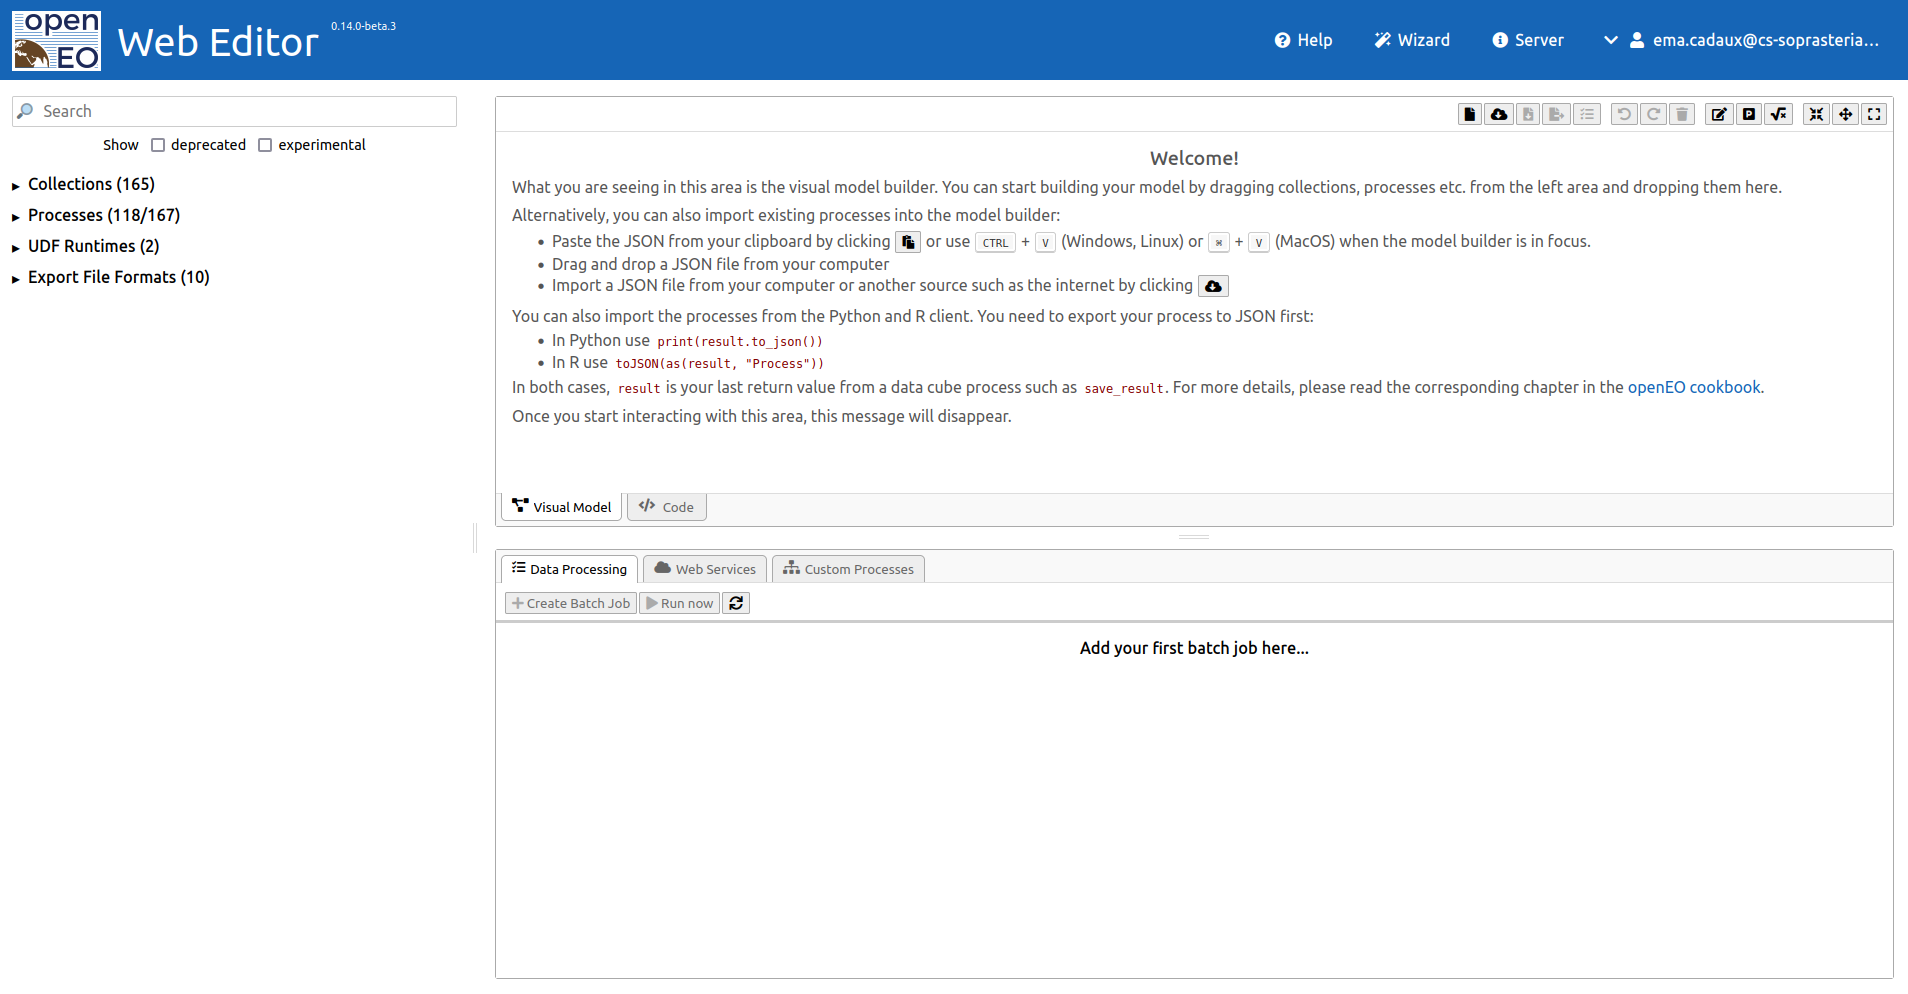 open
EO
Web Editor 0.14.0-beta.3
Help Wizard Server ema.cadaux@cs-soprasteria...
Search
Show deprecated experimental
Collections (165)
Processes (118/167)
UDF Runtimes (2)
Export File Formats (10)
Welcome!
What you are seeing in this area is the visual model builder. You can start building your model by dragging collections, processes etc. from the left area and dropping them here.
Alternatively, you can also import existing processes into the model builder:
Paste the JSON from your clipboard by clicking or use CTRL + V (Windows, Linux) or ⌘ + V (MacOS) when the model builder is in focus.
Drag and drop a JSON file from your computer
Import a JSON file from your computer or another source such as the internet by clicking
You can also import the processes from the Python and R client. You need to export your process to JSON first:
In Python use print(result.to_json())
In R use toJSON(as(result, "Process"))
In both cases, result is your last return value from a data cube process such as save_result. For more details, please read the corresponding chapter in the openEO cookbook.
Once you start interacting with this area, this message will disappear.
Visual Model Code
Data Processing Web Services Custom Processes
Create Batch Job Run now
Add your first batch job here...